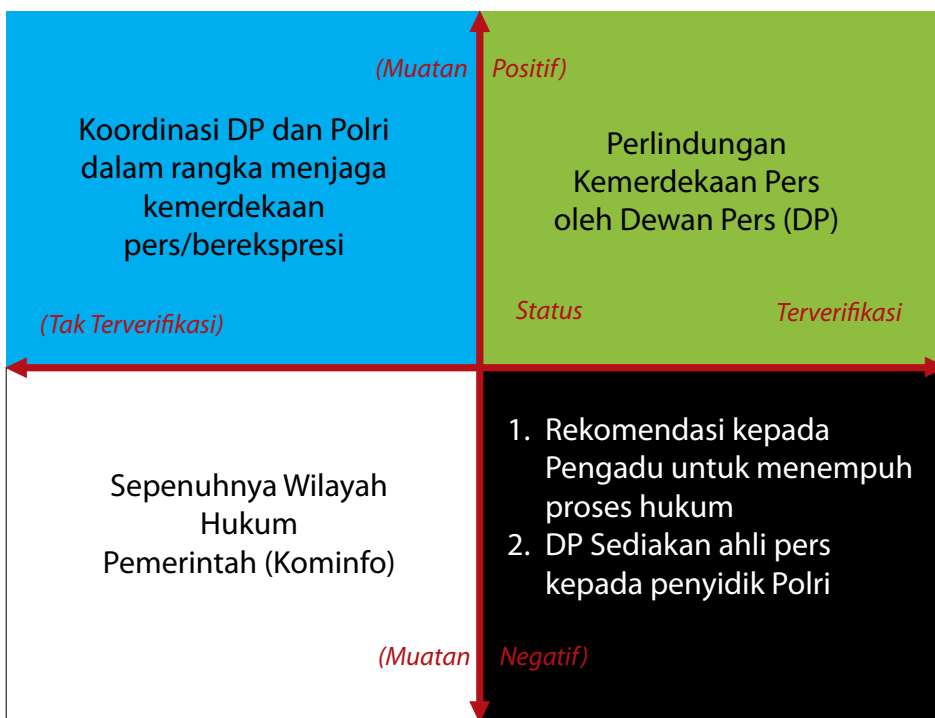 (Muatan Positif)
Koordinasi DP dan Polri
dalam rangka menjaga
kemerdekaan
pers/berekspresi
(Tak Terverifikasi)
Perlindungan
Kemerdekaan Pers
oleh Dewan Pers (DP)
Status Terverifikasi
Sepenuhnya Wilayah
Hukum
Pemerintah (Kominfo)
1. Rekomendasi kepada
Pengadu untuk menempuh
proses hukum
2. DP Sediakan ahli pers
kepada penyidik Polri
(Muatan Negatif)